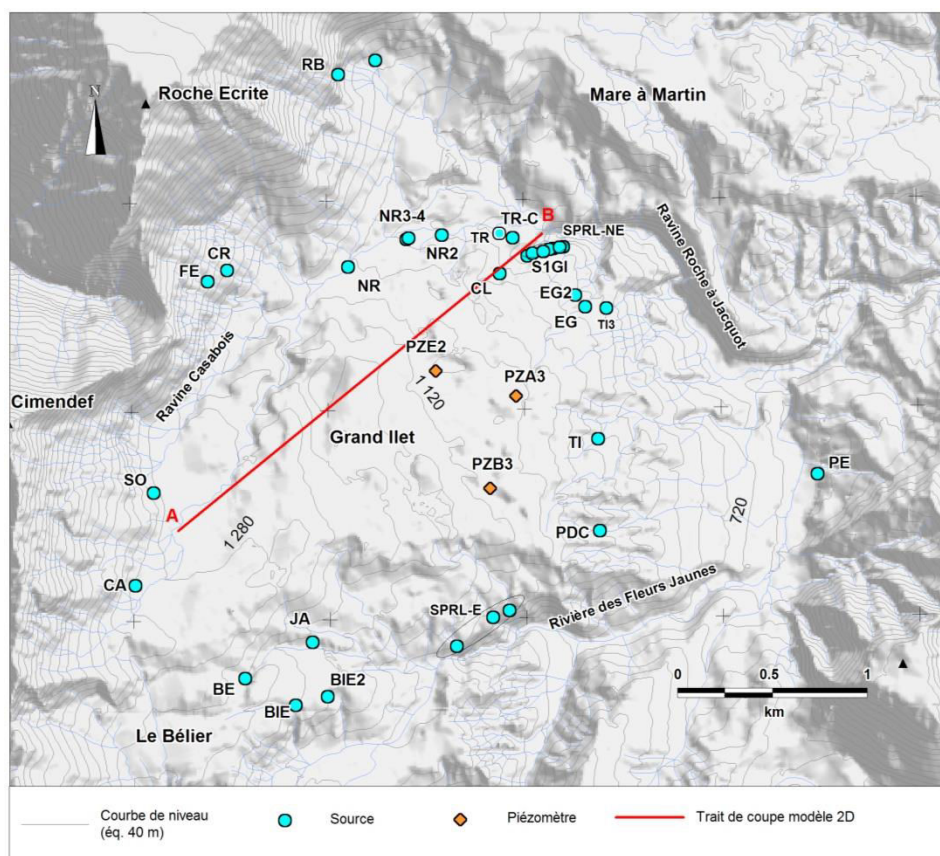 RB
N
Roche Ecrite
Mare à Martin
NR3-4
TR-C
B
TR
SPRL-NE
CR
NR2
FE
S1GI
NR
CL
EG2
EG
TI3
Ravine Roche à Jacquot
Ravine Casabois
PZE2
PZA3
1 120
Cimendef
Grand Ilet
TI
PE
SO
PZB3
A
1 280
720
PDC
CA
SPRL-E
Rivière des Fleurs Jaunes
JA
BE
BIE2
BIE
Le Bélier
0 0.5 1
km
Courbe de niveau
(éq. 40 m)
Source
Piézomètre
Trait de coupe modèle 2D